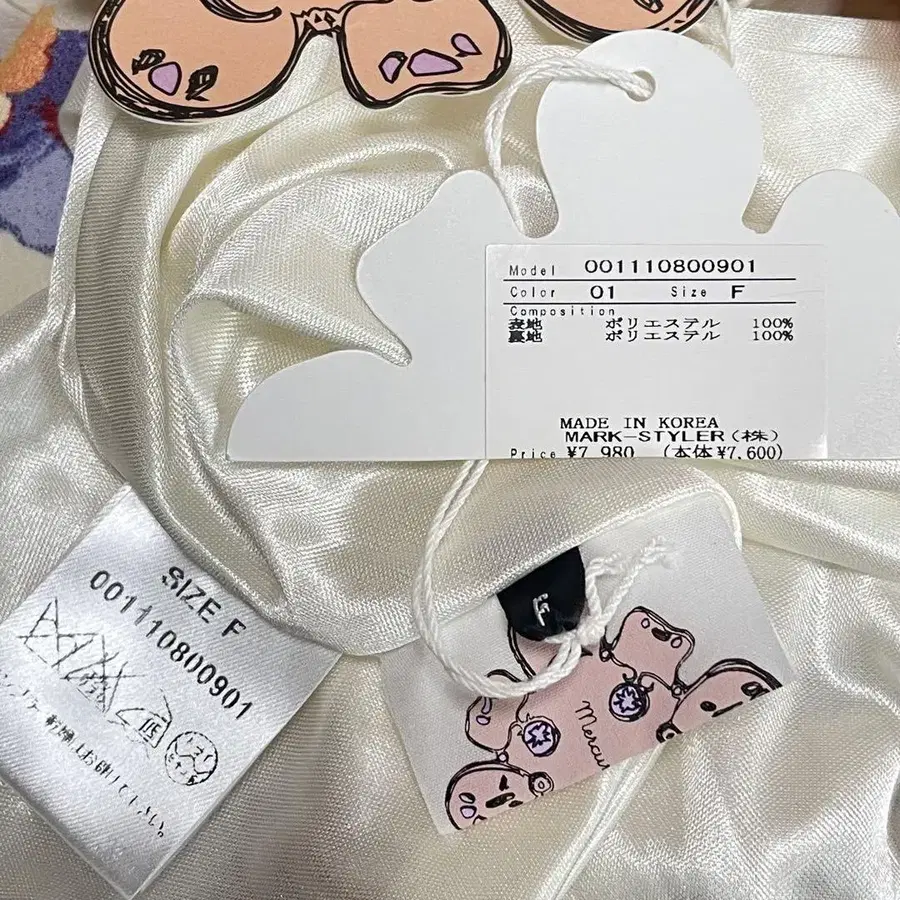 Model 001110800901
Color 01 Size F
Composition
表地 ポリエステル 100%
裏地 ポリエステル 100%
MADE IN KOREA
MARK-STYLER(株)
Price ¥7,980 (本体¥7,600)
SIZE F
001110800901
Mercu